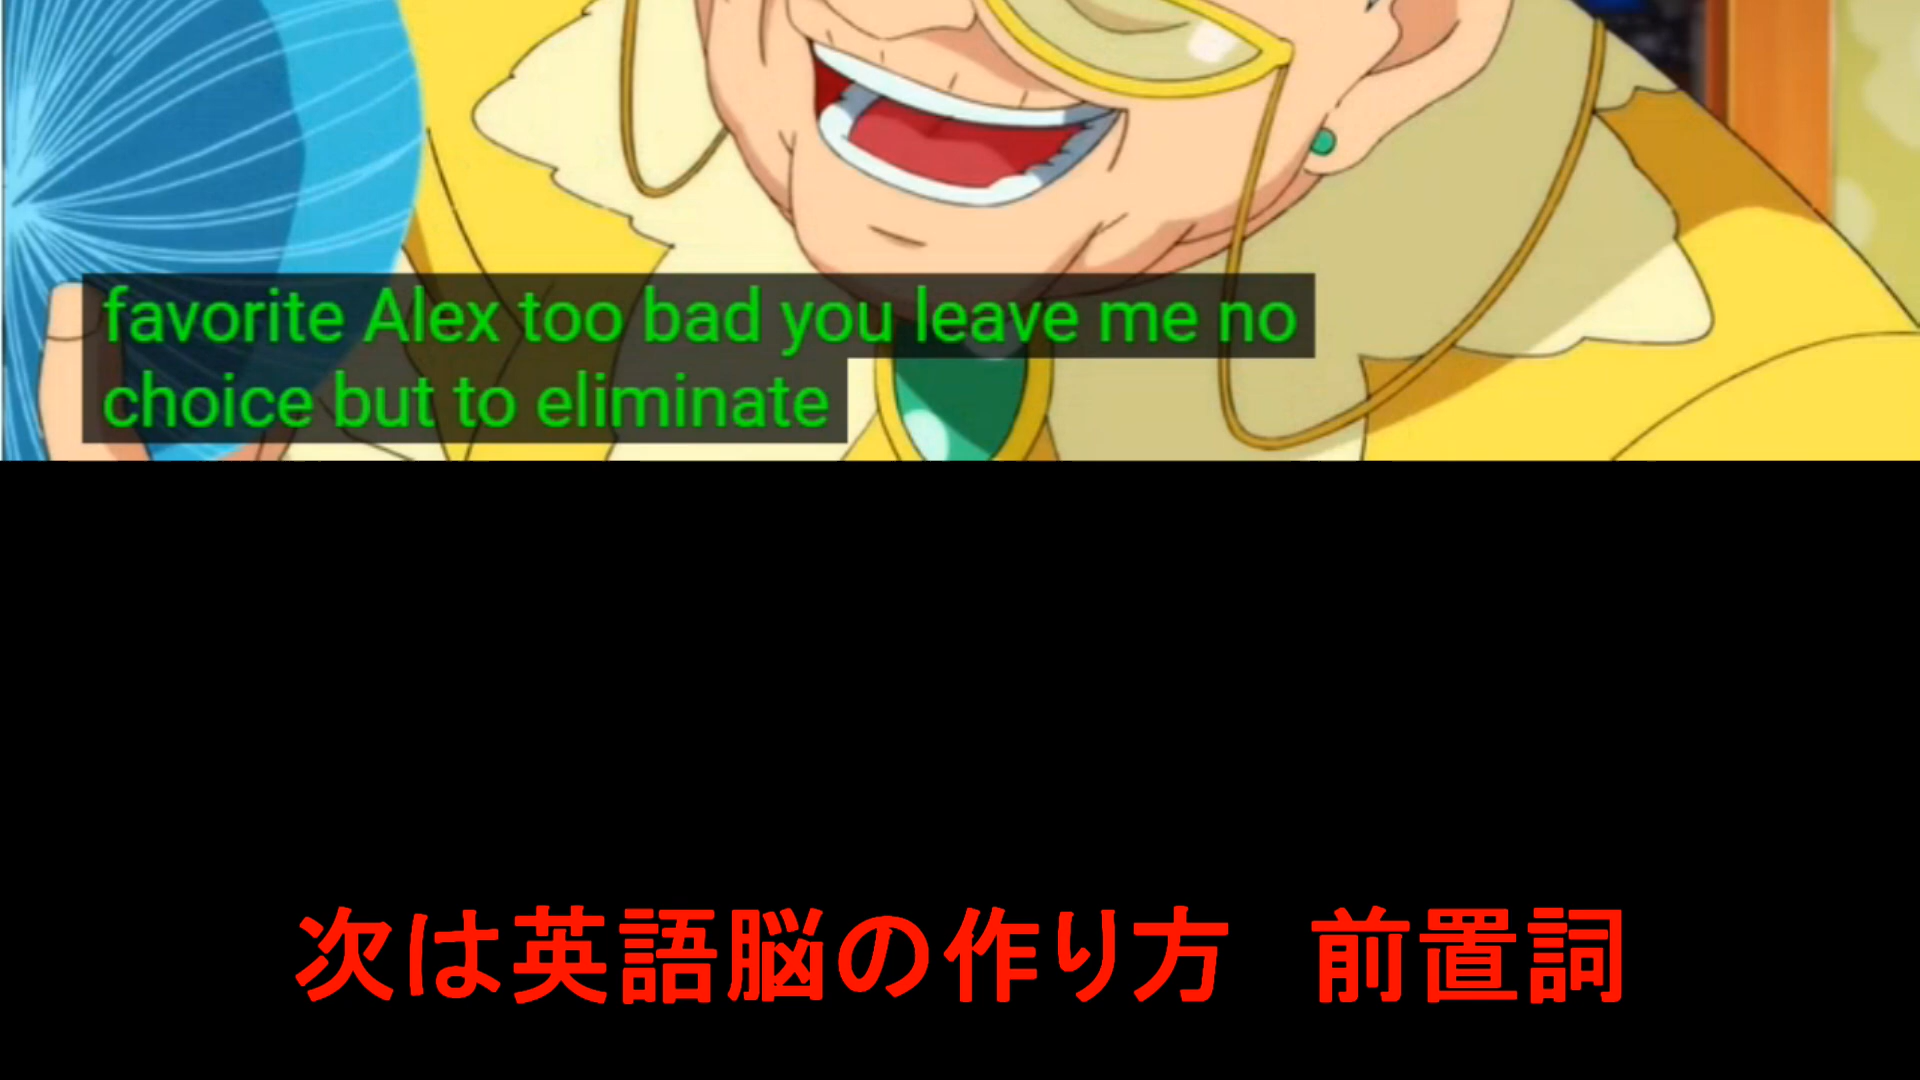 favorite Alex too bad you leave me no
choice but to eliminate
次は英語脳の作り方　前置詞